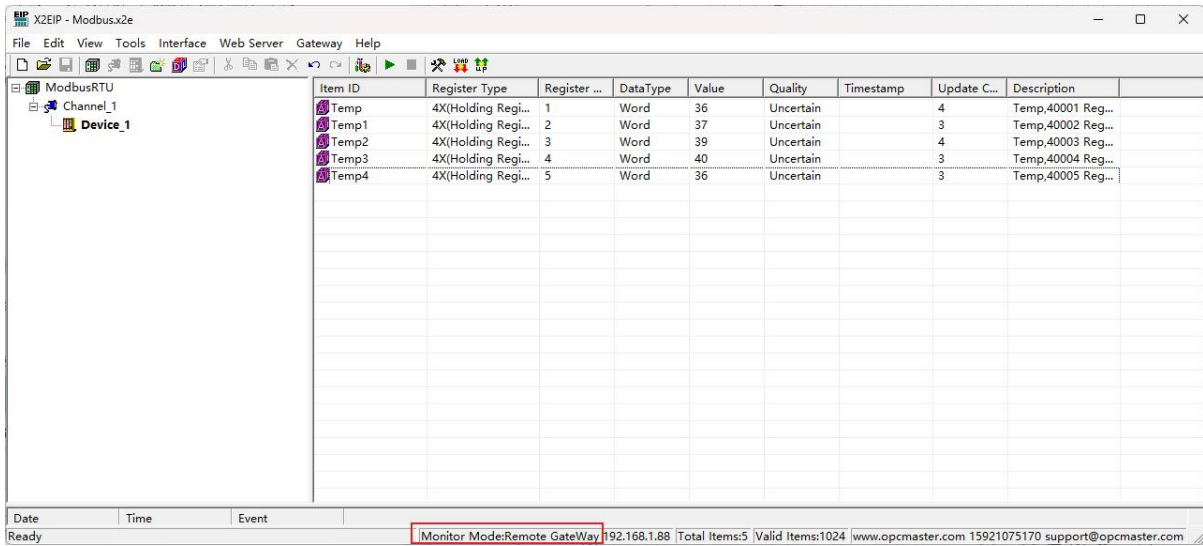 EIP X2EIP - Modbus.x2e
File Edit View Tools Interface Web Server Gateway Help
ModbusRTU
Channel_1
Device_1
Item ID Register Type Register ... DataType Value Quality Timestamp Update C... Description
Temp 4X(Holding Regi... 1 Word 36 Uncertain 4 Temp,40001 Reg...
Temp1 4X(Holding Regi... 2 Word 37 Uncertain 3 Temp,40002 Reg...
Temp2 4X(Holding Regi... 3 Word 39 Uncertain 4 Temp,40003 Reg...
Temp3 4X(Holding Regi... 4 Word 40 Uncertain 3 Temp,40004 Reg...
Temp4 4X(Holding Regi... 5 Word 36 Uncertain 3 Temp,40005 Reg...
Date Time Event
Ready Monitor Mode:Remote GateWay 192.168.1.88 Total Items:5 Valid Items:1024 www.opcmaster.com 15921075170 support@opcmaster.com